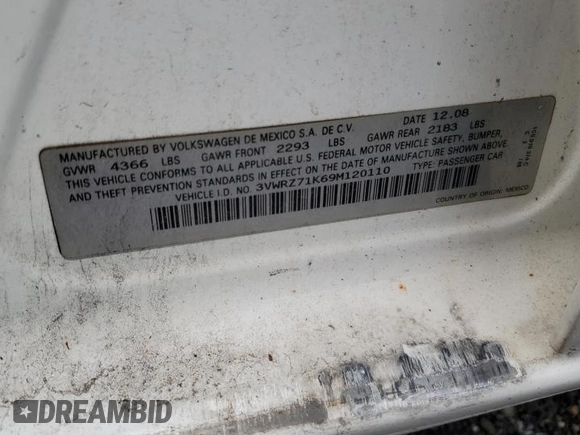 MANUFACTURED BY VOLKSWAGEN DE MEXICO S.A. DE C.V. DATE 12.08
GVWR 4366 LBS GAWR FRONT 2293 LBS GAWR REAR 2183 LBS
THIS VEHICLE CONFORMS TO ALL APPLICABLE U.S. FEDERAL MOTOR VEHICLE SAFETY, BUMPER,
AND THEFT PREVENTION STANDARDS IN EFFECT ON THE DATE OF MANUFACTURE SHOWN ABOVE.
VEHICLE I.D. NO. 3VWRZ71K69M120110 TYPE: PASSENGER CAR
COUNTRY OF ORIGIN: MEXICO
DREAMBID